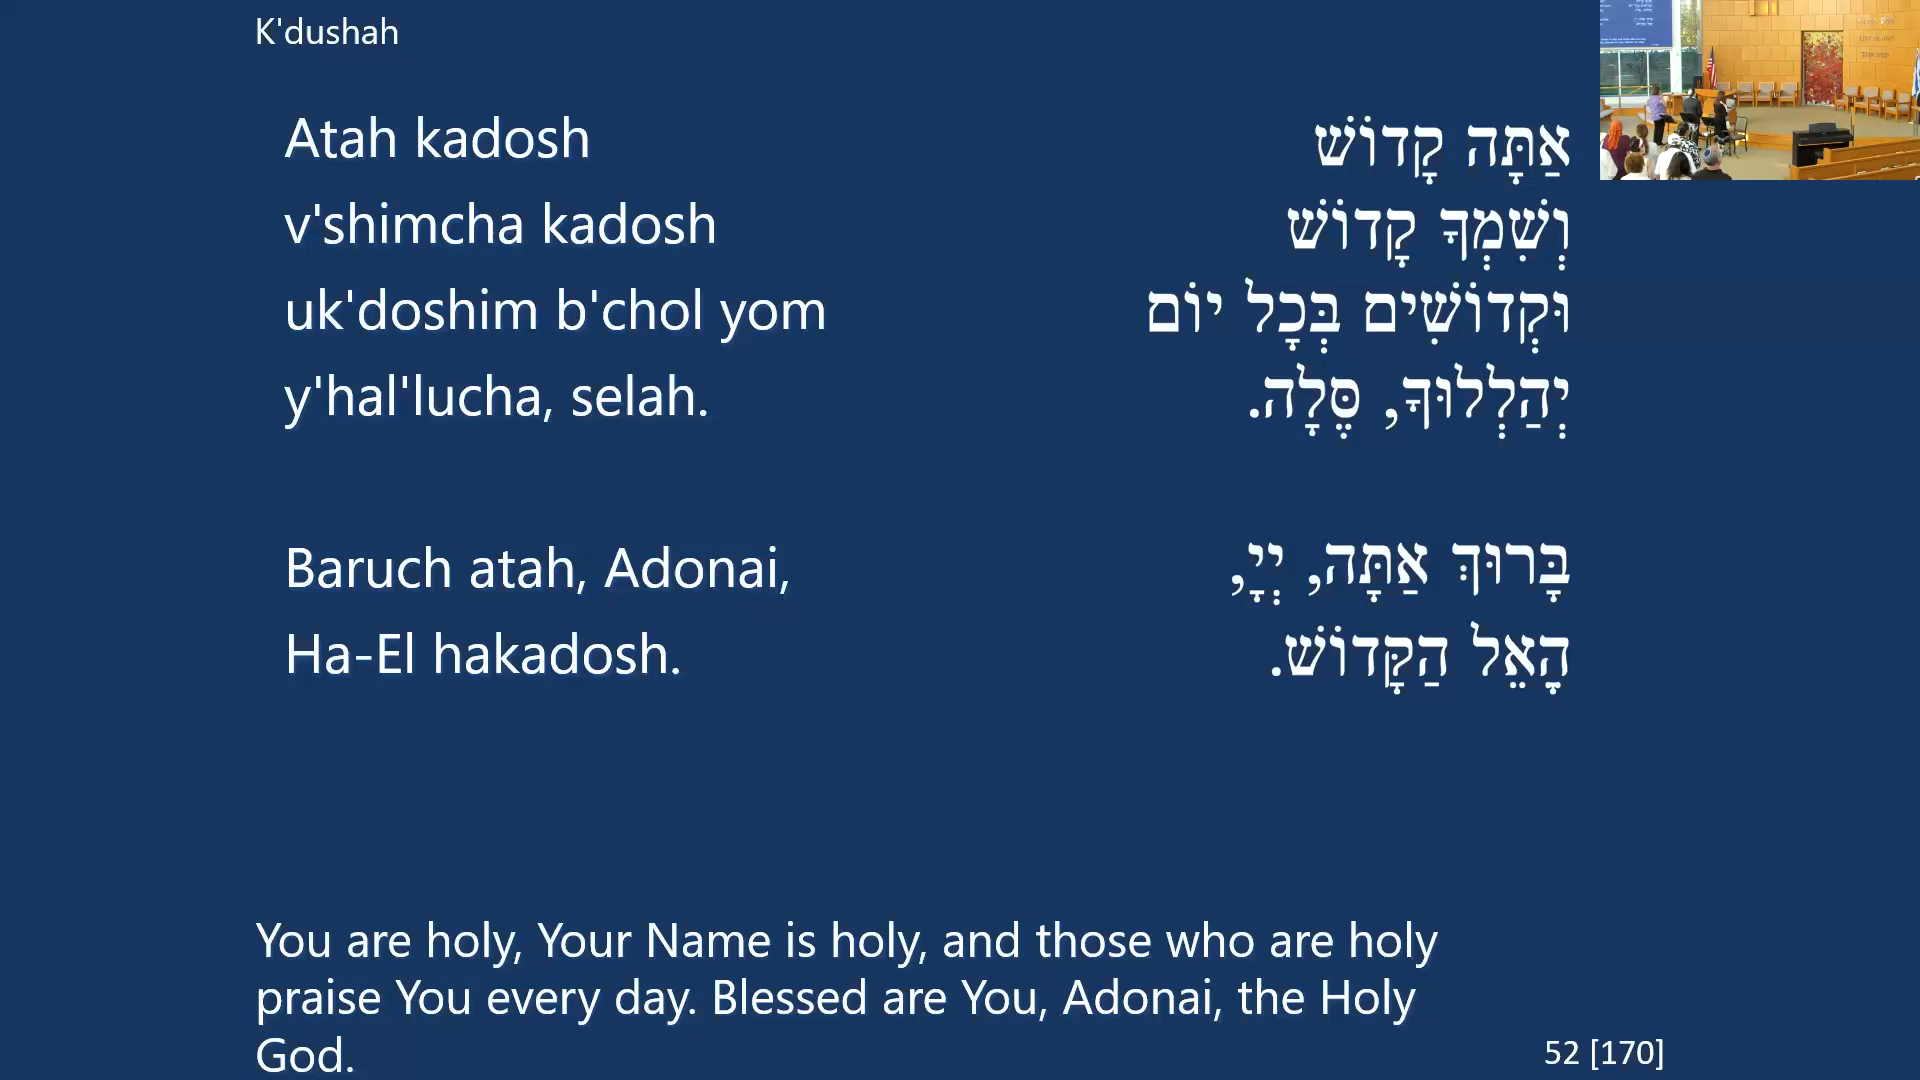 K'dushah
Atah kadosh
v'shimcha kadosh
uk'doshim b'chol yom
y'hal'lucha, selah.
Baruch atah, Adonai,
Ha-El hakadosh.
אַתָּה קָדוֹשׁ
וְשִׁמְךָ קָדוֹשׁ
וּקְדוֹשִׁים בְּכָל יוֹם
יְהַלְלוּךָ, סֶּלָה.
בָּרוּךְ אַתָּה, יְיָ,
הָאֵל הַקָּדוֹשׁ.
You are holy, Your Name is holy, and those who are holy
praise You every day. Blessed are You, Adonai, the Holy
God.
52 [170]